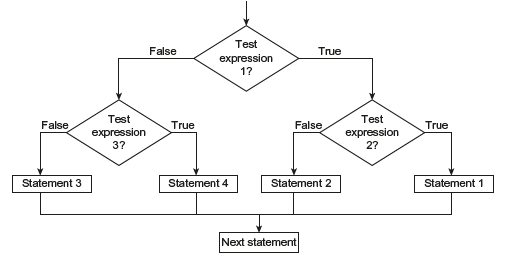 Test
expression
1?
False
True
Test
expression
3?
False
True
Test
expression
2?
False
True
Statement 3
Statement 4
Statement 2
Statement 1
Next statement